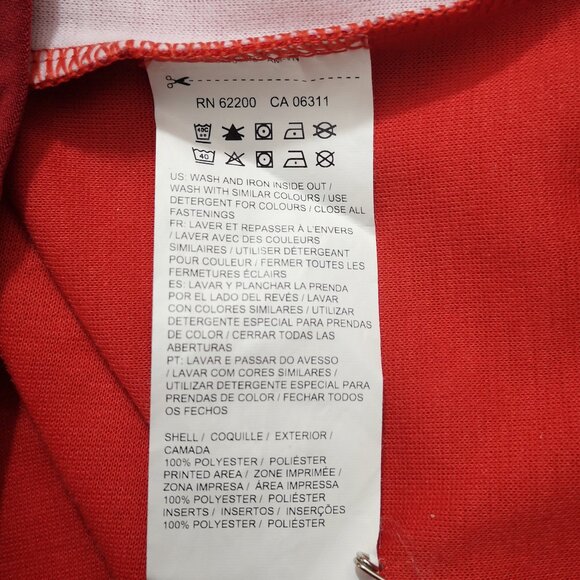 RN 62200 CA 06311
40C
40
US: WASH AND IRON INSIDE OUT /
WASH WITH SIMILAR COLOURS / USE
DETERGENT FOR COLOURS / CLOSE ALL
FASTENINGS
FR: LAVER ET REPASSER À L'ENVERS
/ LAVER AVEC DES COULEURS
SIMILAIRES / UTILISER DÉTERGEANT
POUR COULEUR / FERMER TOUTES LES
FERMETURES ÉCLAIRS
ES: LAVAR Y PLANCHAR LA PRENDA
POR EL LADO DEL REVÉS / LAVAR
CON COLORES SIMILARES / UTILIZAR
DETERGENTE ESPECIAL PARA PRENDAS
DE COLOR / CERRAR TODAS LAS
ABERTURAS
PT: LAVAR E PASSAR DO AVESSO
/ LAVAR COM CORES SIMILARES /
UTILIZAR DETERGENTE ESPECIAL PARA
PRENDAS DE COLOR / FECHAR TODOS
OS FECHOS
SHELL / COQUILLE / EXTERIOR /
CAMADA
100% POLYESTER / POLIÉSTER
PRINTED AREA / ZONE IMPRIMÉE /
ZONA IMPRESA / ÁREA IMPRESSA
100% POLYESTER / POLIÉSTER
INSERTS / INSERTOS / INSERÇÕES
100% POLYESTER / POLIÉSTER